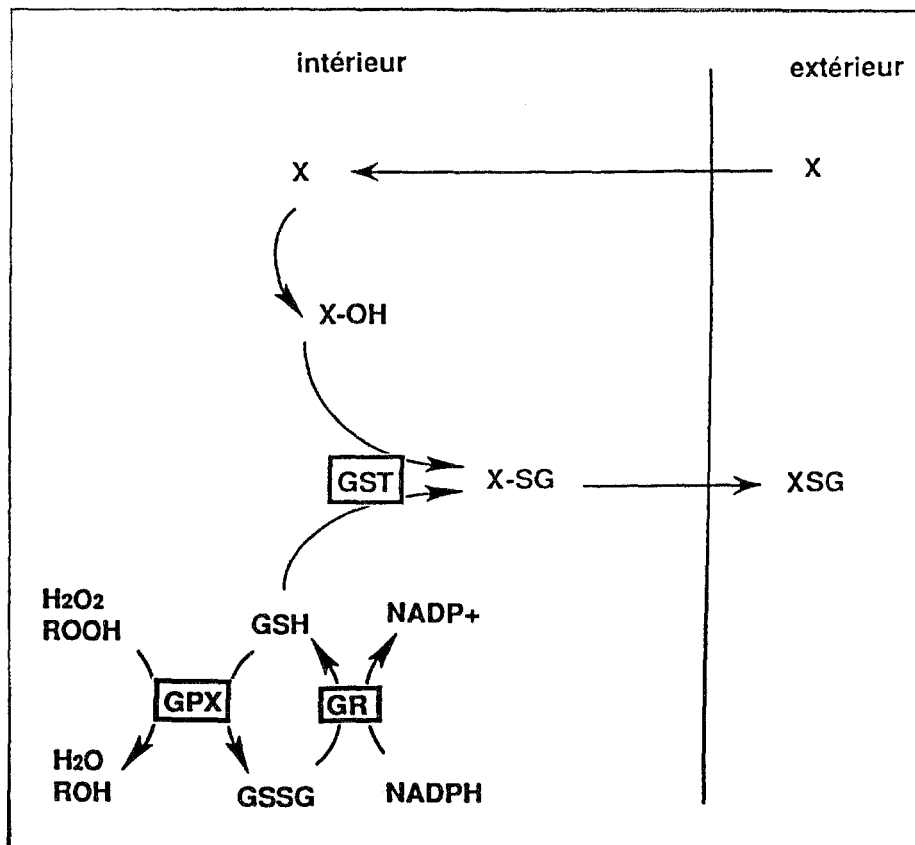 intérieur
extérieur
X
X
X-OH
GST
X-SG
XSG
H2O2
ROOH
GSH
NADP+
GPX
GR
H2O
ROH
GSSG
NADPH